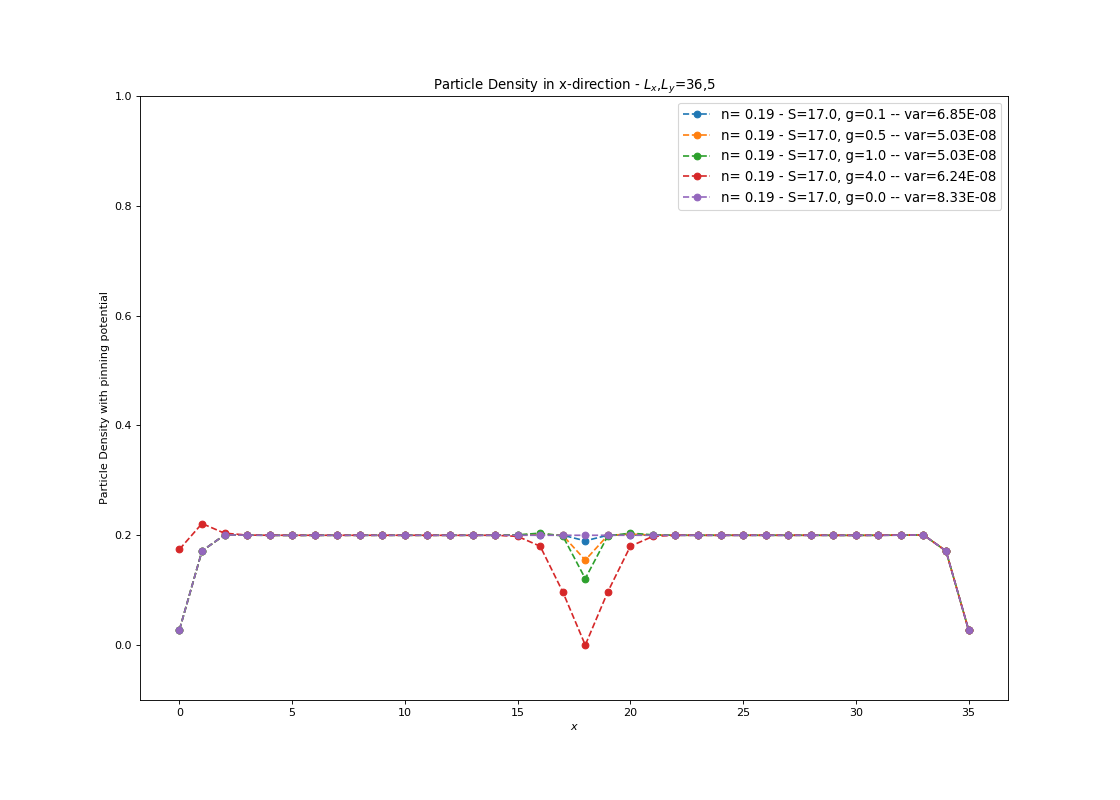 Particle Density in x-direction - Lx,Ly=36,5
n= 0.19 - S=17.0, g=0.1 -- var=6.85E-08
n= 0.19 - S=17.0, g=0.5 -- var=5.03E-08
n= 0.19 - S=17.0, g=1.0 -- var=5.03E-08
n= 0.19 - S=17.0, g=4.0 -- var=6.24E-08
n= 0.19 - S=17.0, g=0.0 -- var=8.33E-08
Particle Density with pinning potential
1.0
0.8
0.6
0.4
0.2
0.0
0 5 10 15 20 25 30 35
x